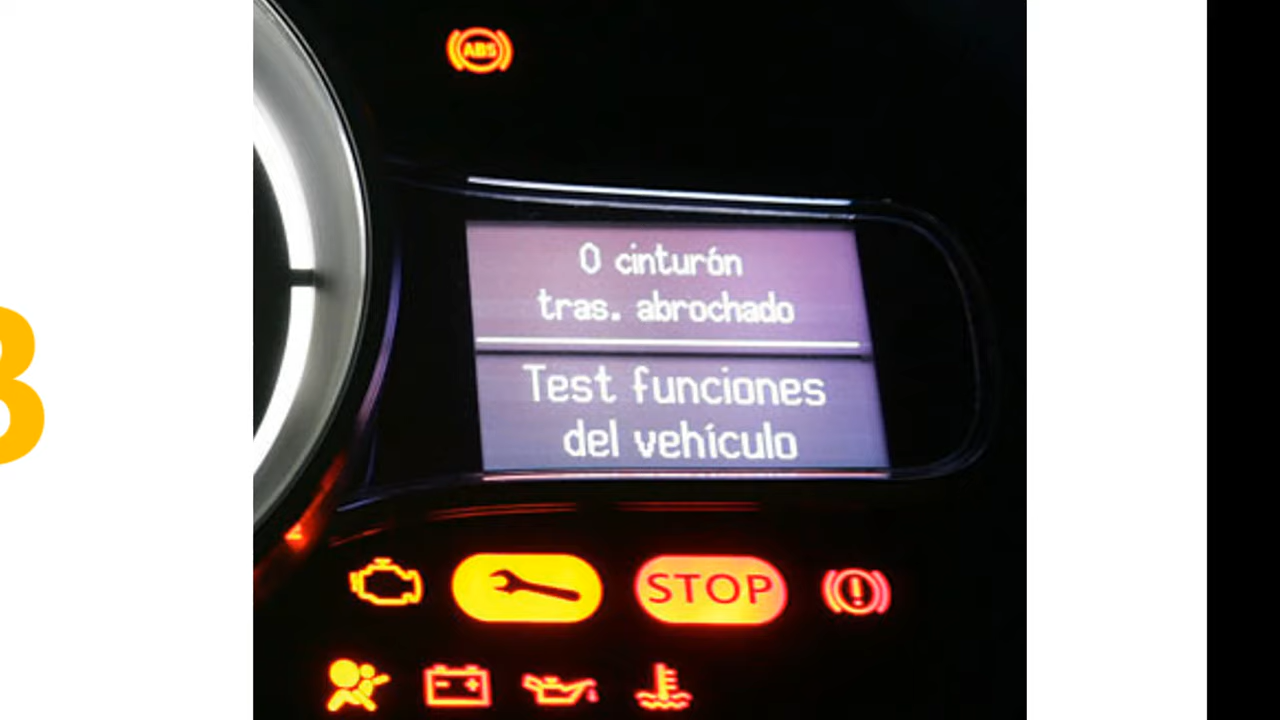 ABS
0 cinturón
tras. abrochado
Test funciones
del vehículo
STOP